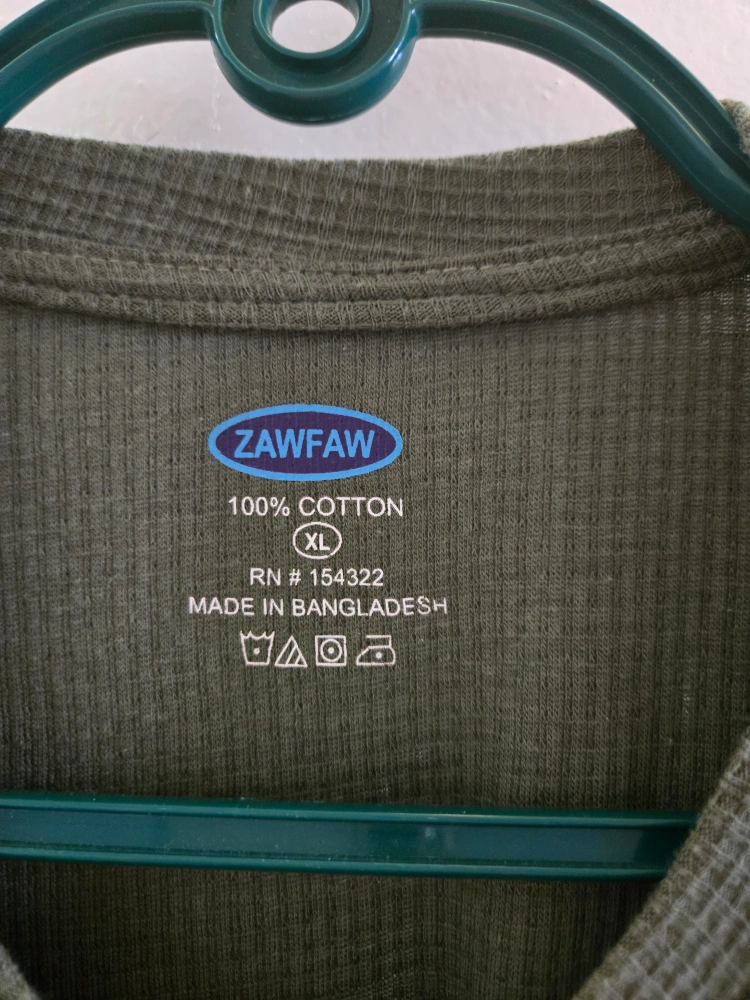 ZAWFAW
100% COTTON
XL
RN # 154322
MADE IN BANGLADESH